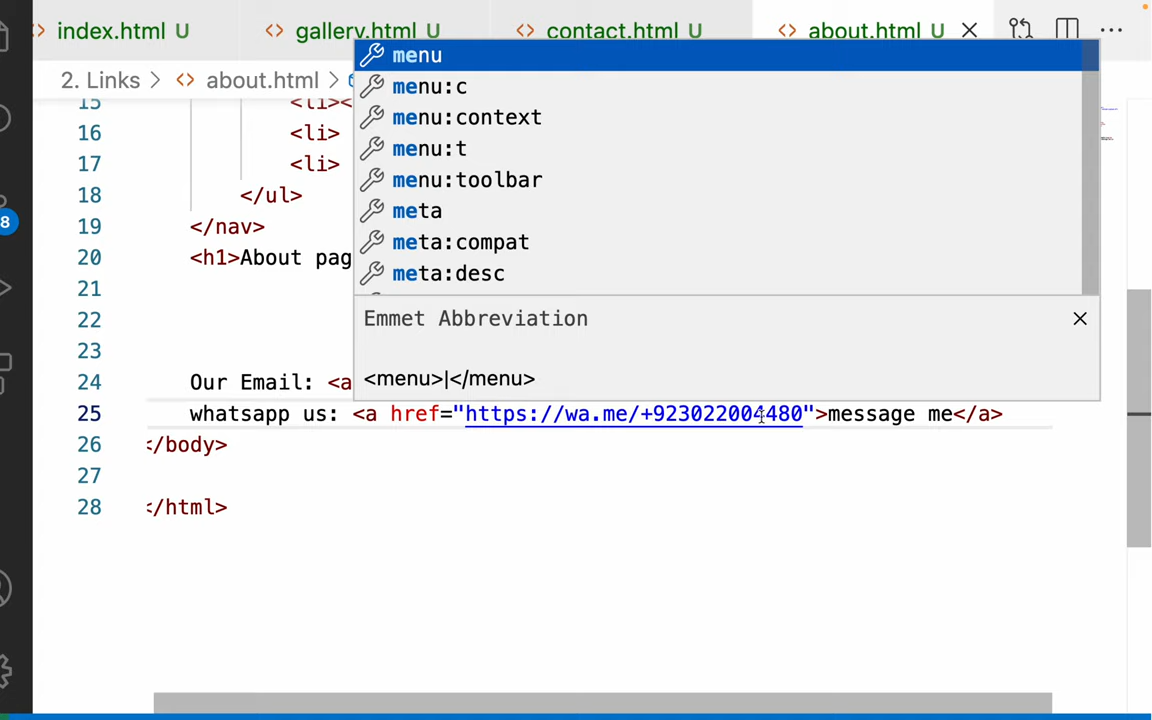 index.html U gallery.html U contact.html U about.html U
2. Links > about.html >
menu
menu:c
menu:context
menu:t
menu:toolbar
meta
meta:compat
meta:desc
Emmet Abbreviation
<menu>|</menu>
15 <li><
16 <li>
17 <li>
18 </ul>
19 </nav>
20 <h1>About pag
21
22
23
24 Our Email: <a
25 whatsapp us: <a href="https://wa.me/+923022004480">message me</a>
26 </body>
27
28 </html>
8